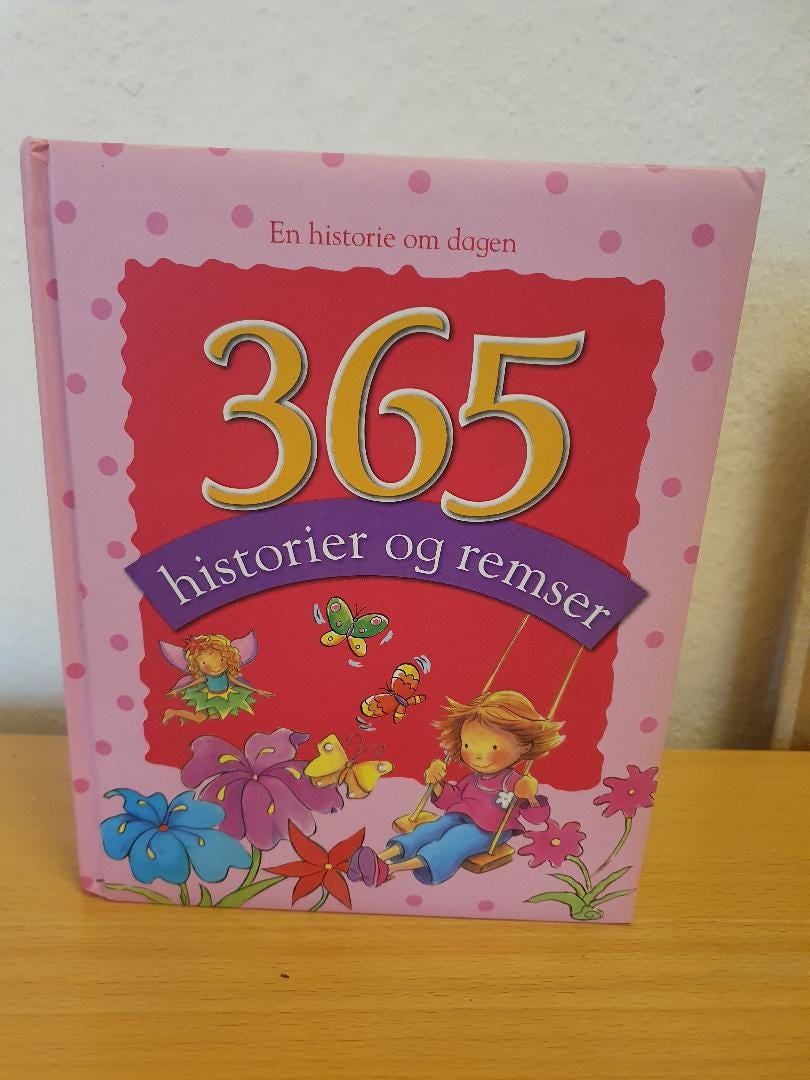 En historie om dagen
365
historier og remser